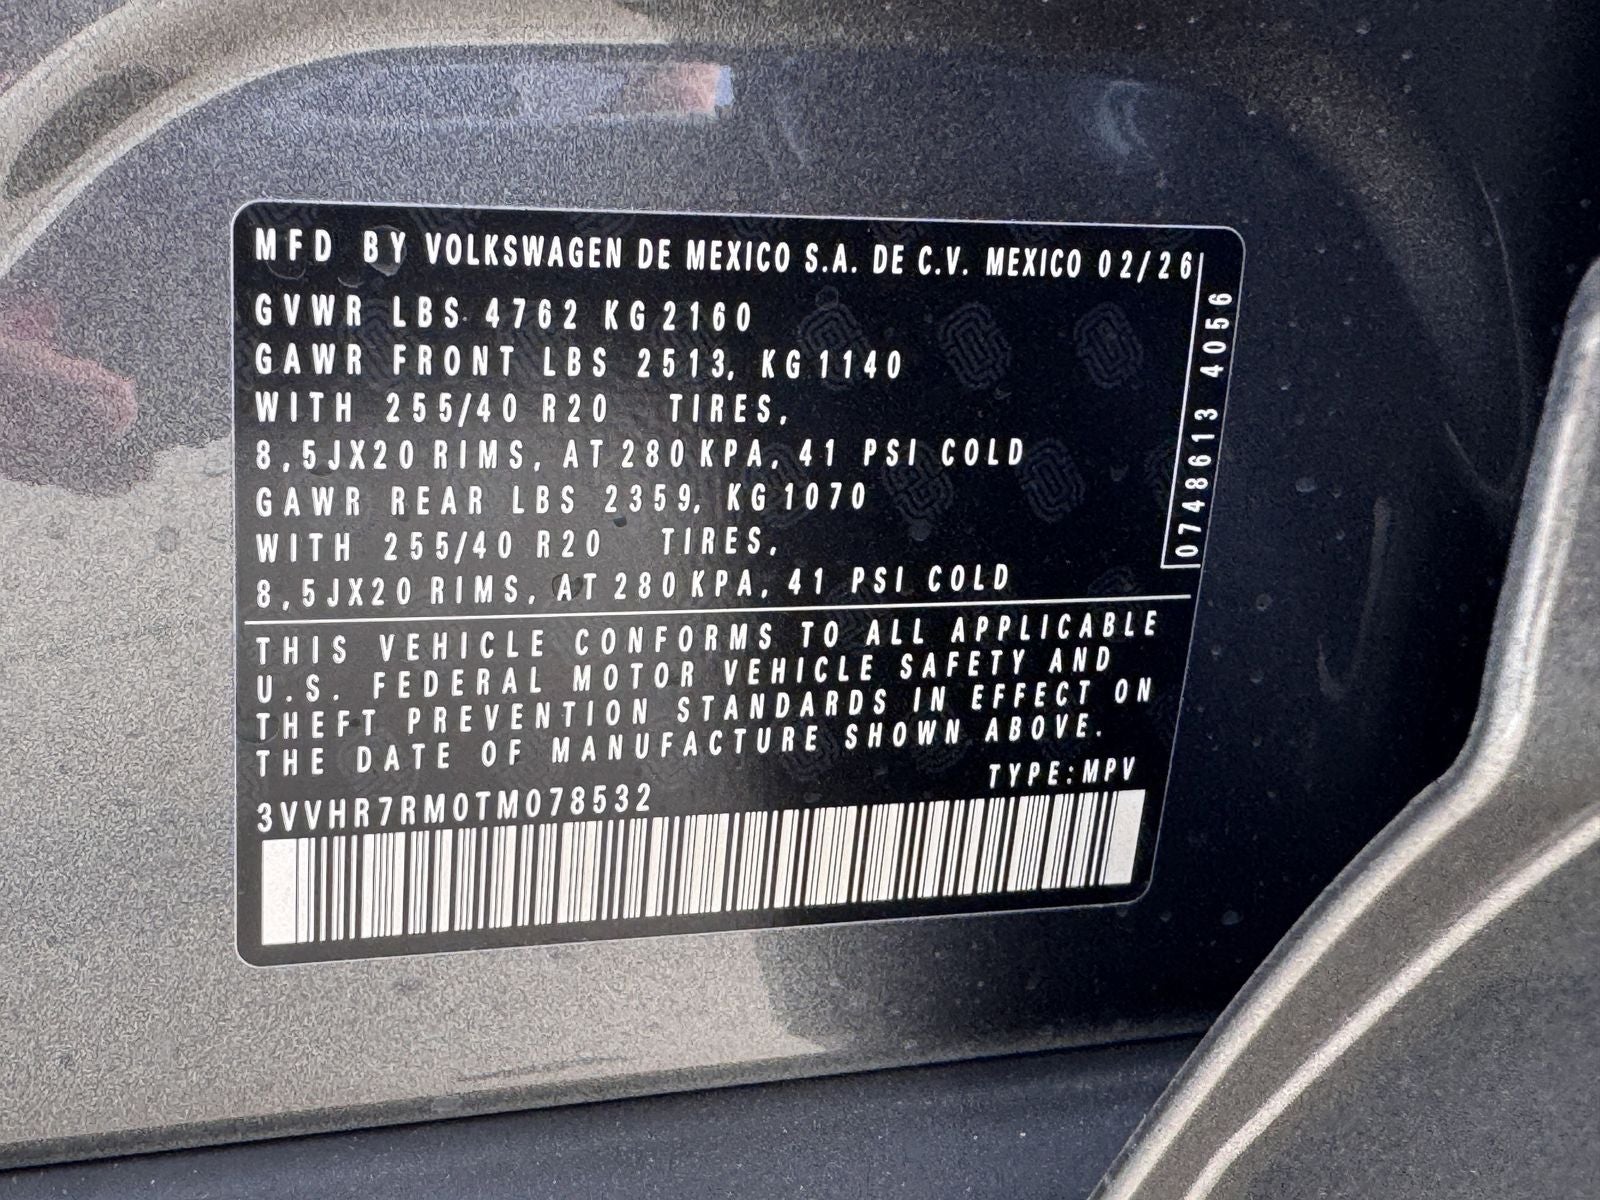 MFD BY VOLKSWAGEN DE MEXICO S.A. DE C.V. MEXICO 02/26
GVWR LBS 4762 KG 2160
GAWR FRONT LBS 2513, KG 1140
WITH 255/40 R20 TIRES,
8,5JX20 RIMS, AT 280 KPA, 41 PSI COLD
GAWR REAR LBS 2359, KG 1070
WITH 255/40 R20 TIRES,
8,5JX20 RIMS, AT 280 KPA, 41 PSI COLD
0748613 4056
THIS VEHICLE CONFORMS TO ALL APPLICABLE
U.S. FEDERAL MOTOR VEHICLE SAFETY AND
THEFT PREVENTION STANDARDS IN EFFECT ON
THE DATE OF MANUFACTURE SHOWN ABOVE.
TYPE:MPV
3VVHR7RM0TM078532